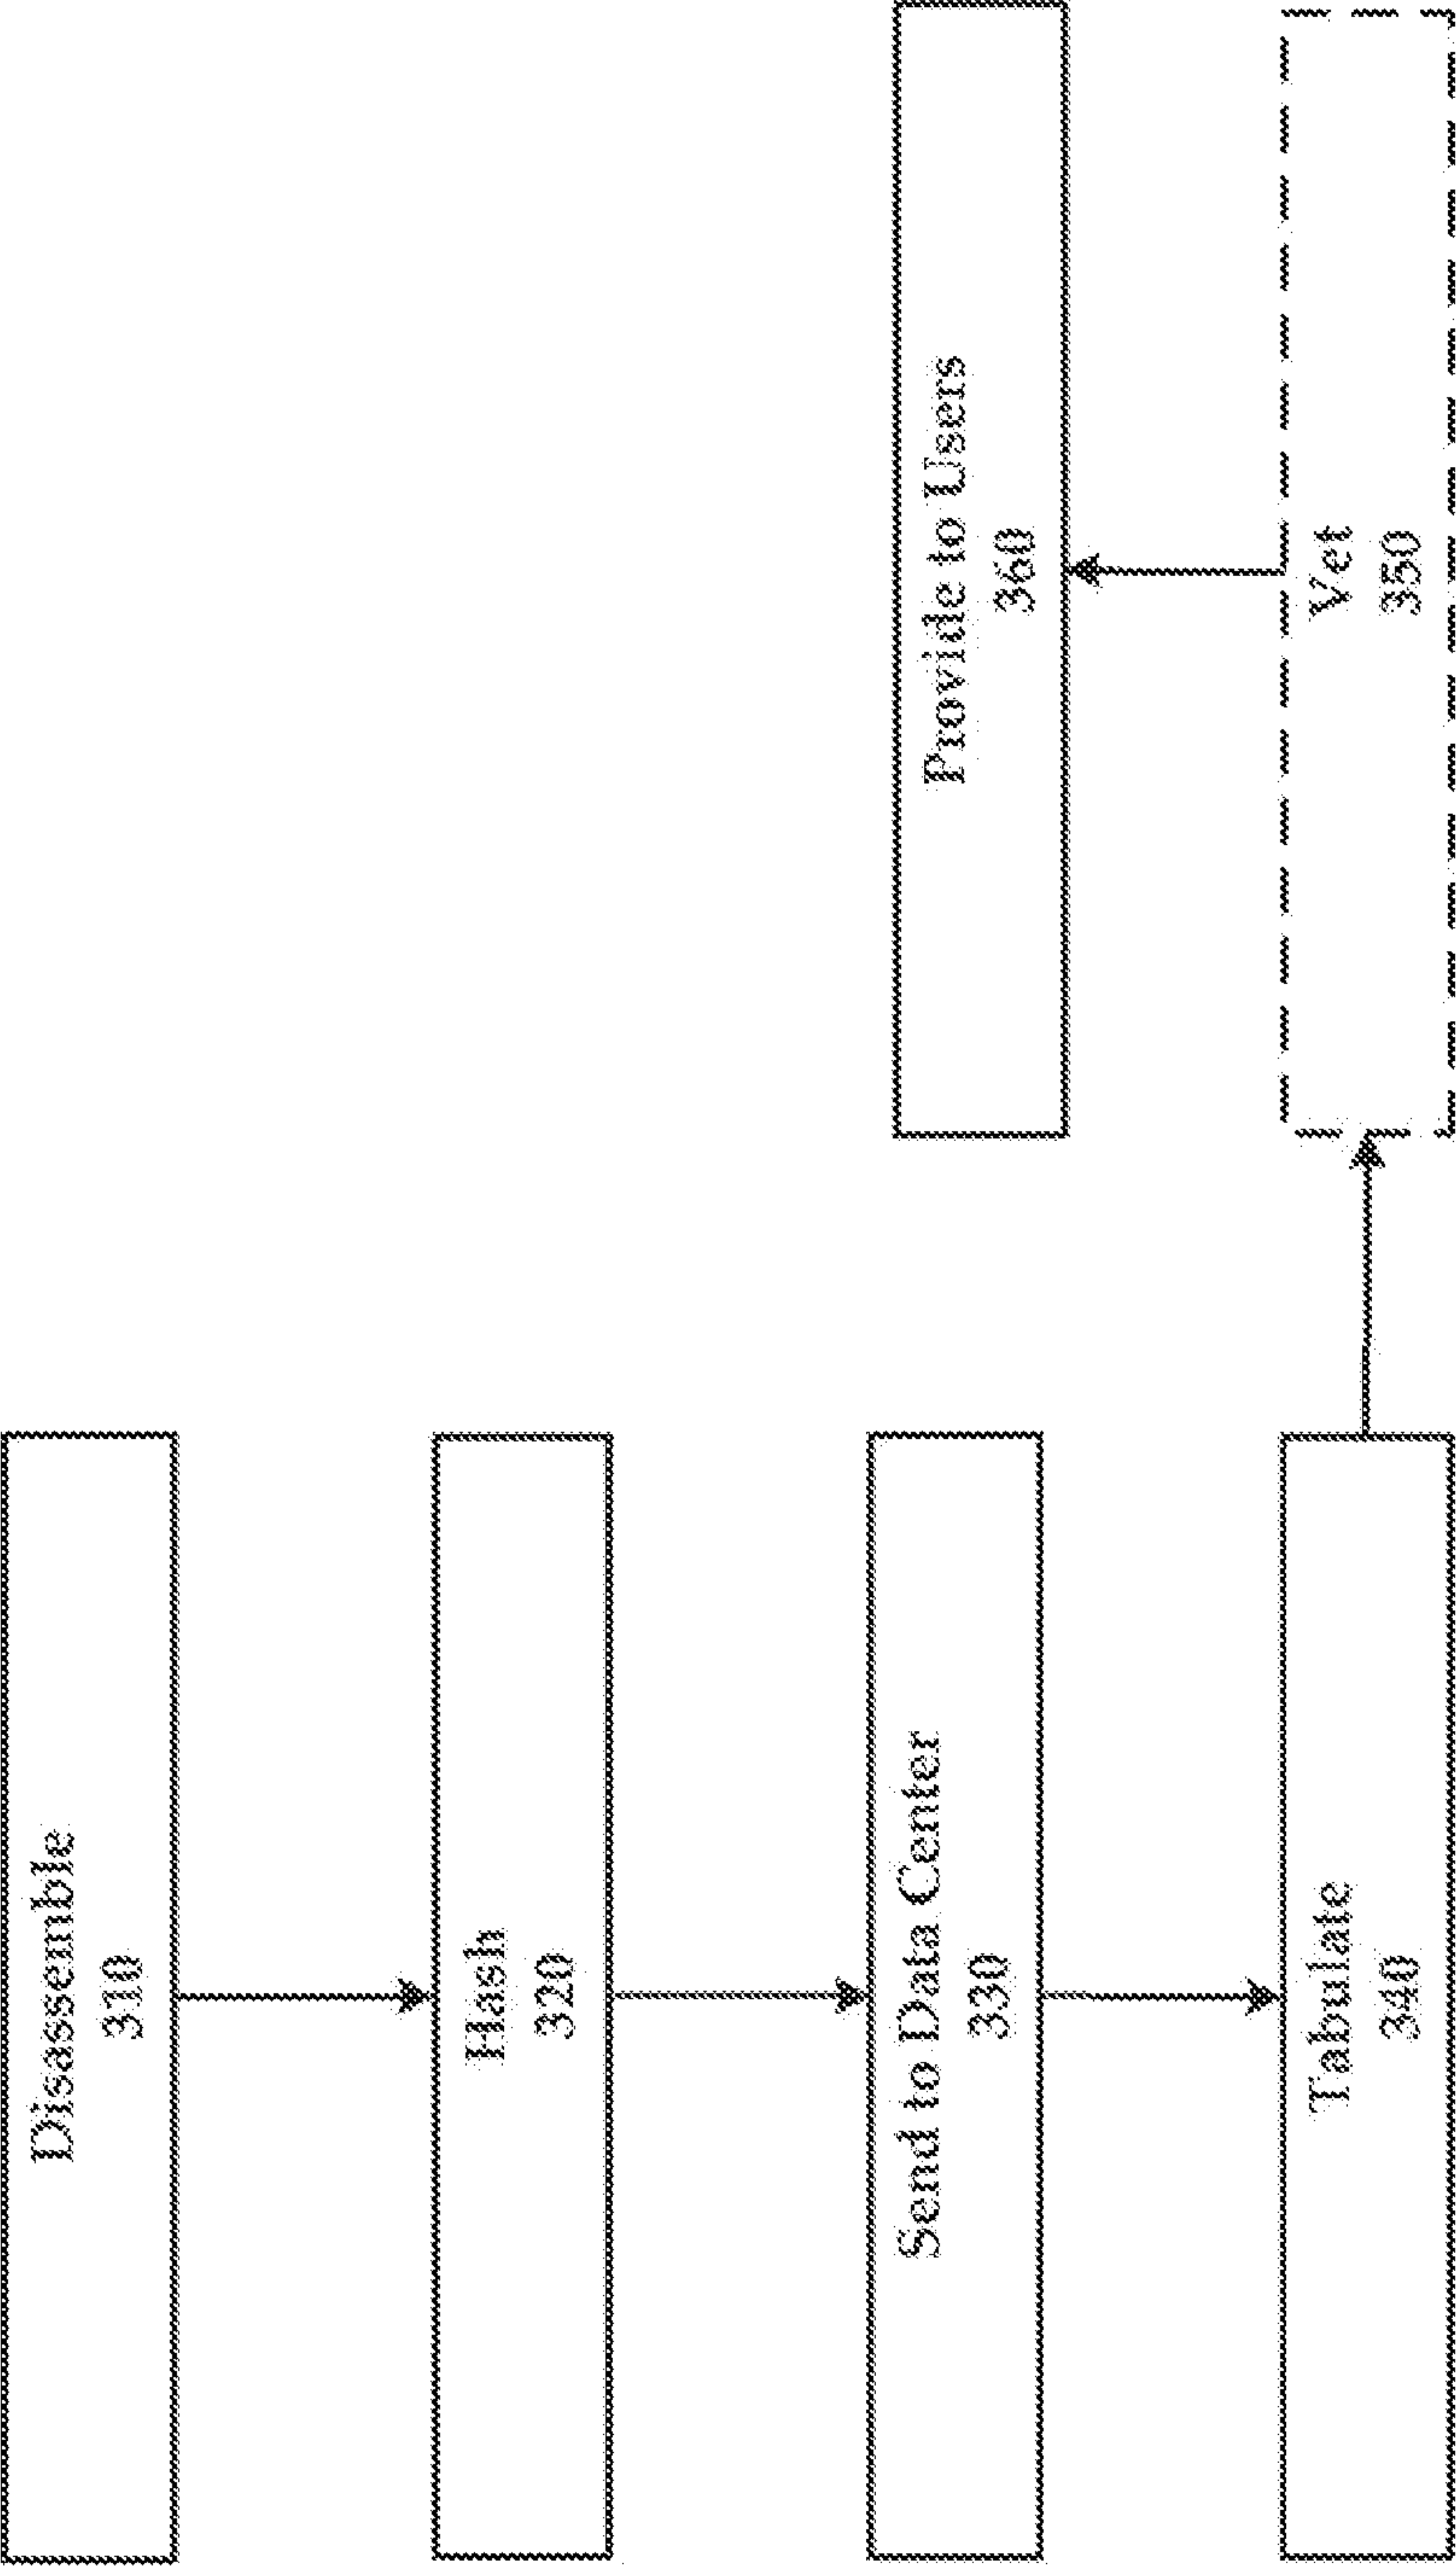 Disassemble
310
Hash
320
Send to Data Center
330
Tabulate
340
Vet
350
Provide to Users
360